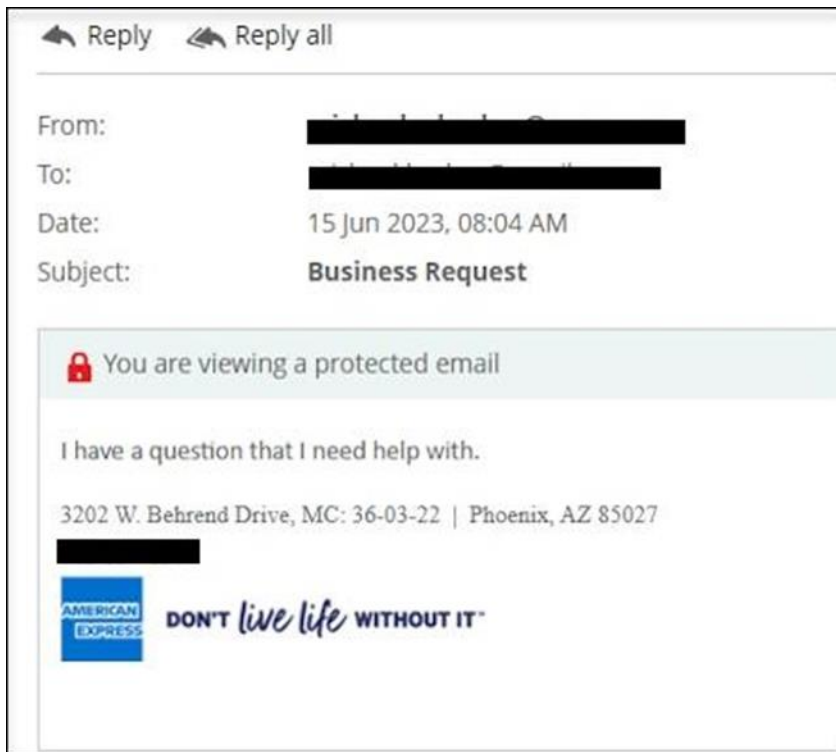 Reply Reply all
From:
To:
Date: 15 Jun 2023, 08:04 AM
Subject: Business Request
You are viewing a protected email
I have a question that I need help with.
3202 W. Behrend Drive, MC: 36-03-22 | Phoenix, AZ 85027
AMERICAN
EXPRESS
DON'T live life WITHOUT IT™